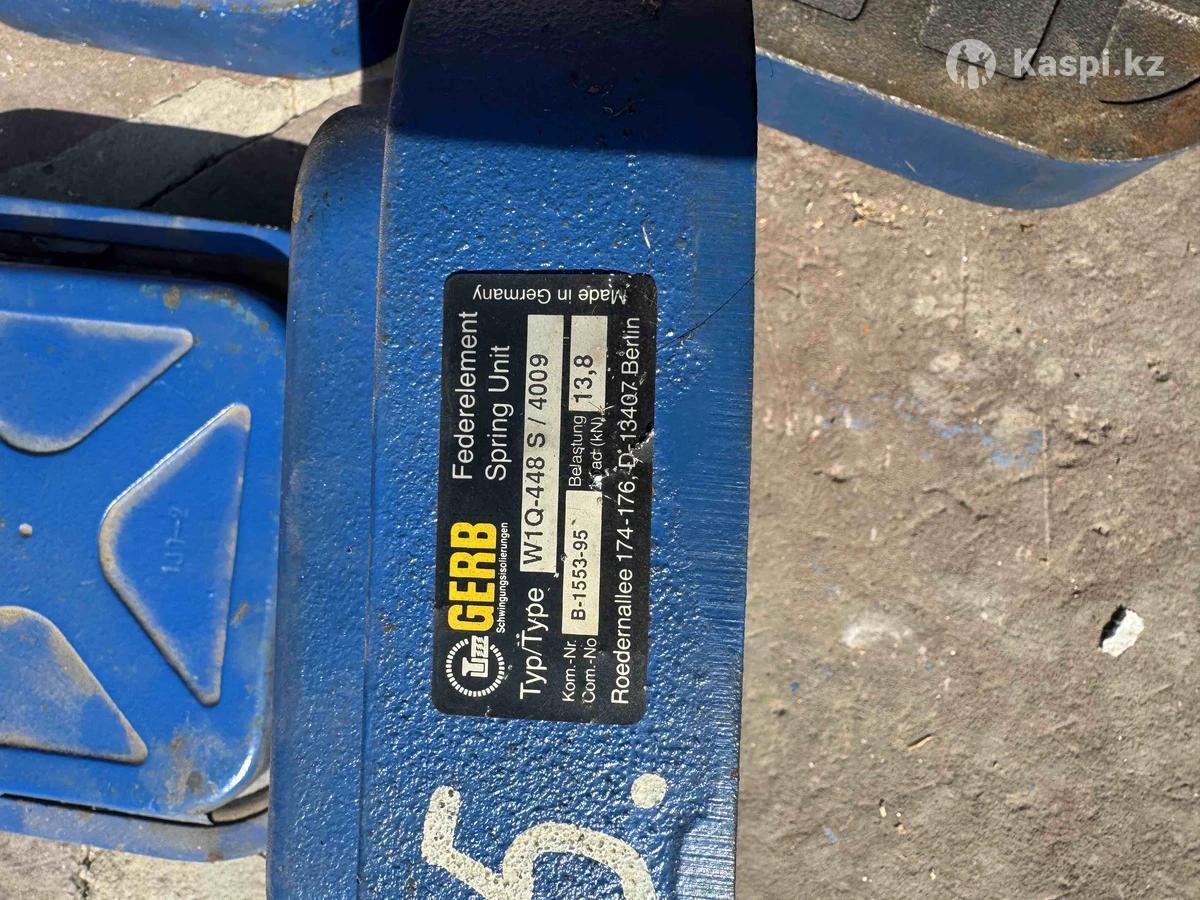 Kaspi.kz
GERB
Schwingungsisolierungen
Federelement
Spring Unit
Typ/Type W1Q-448 S / 4009
Kom.-Nr.
Com.-No
B-1553-95
Belastung
Load (kN)
13,8
Roedernallee 174-176, D-13407 Berlin
Made in Germany
5.